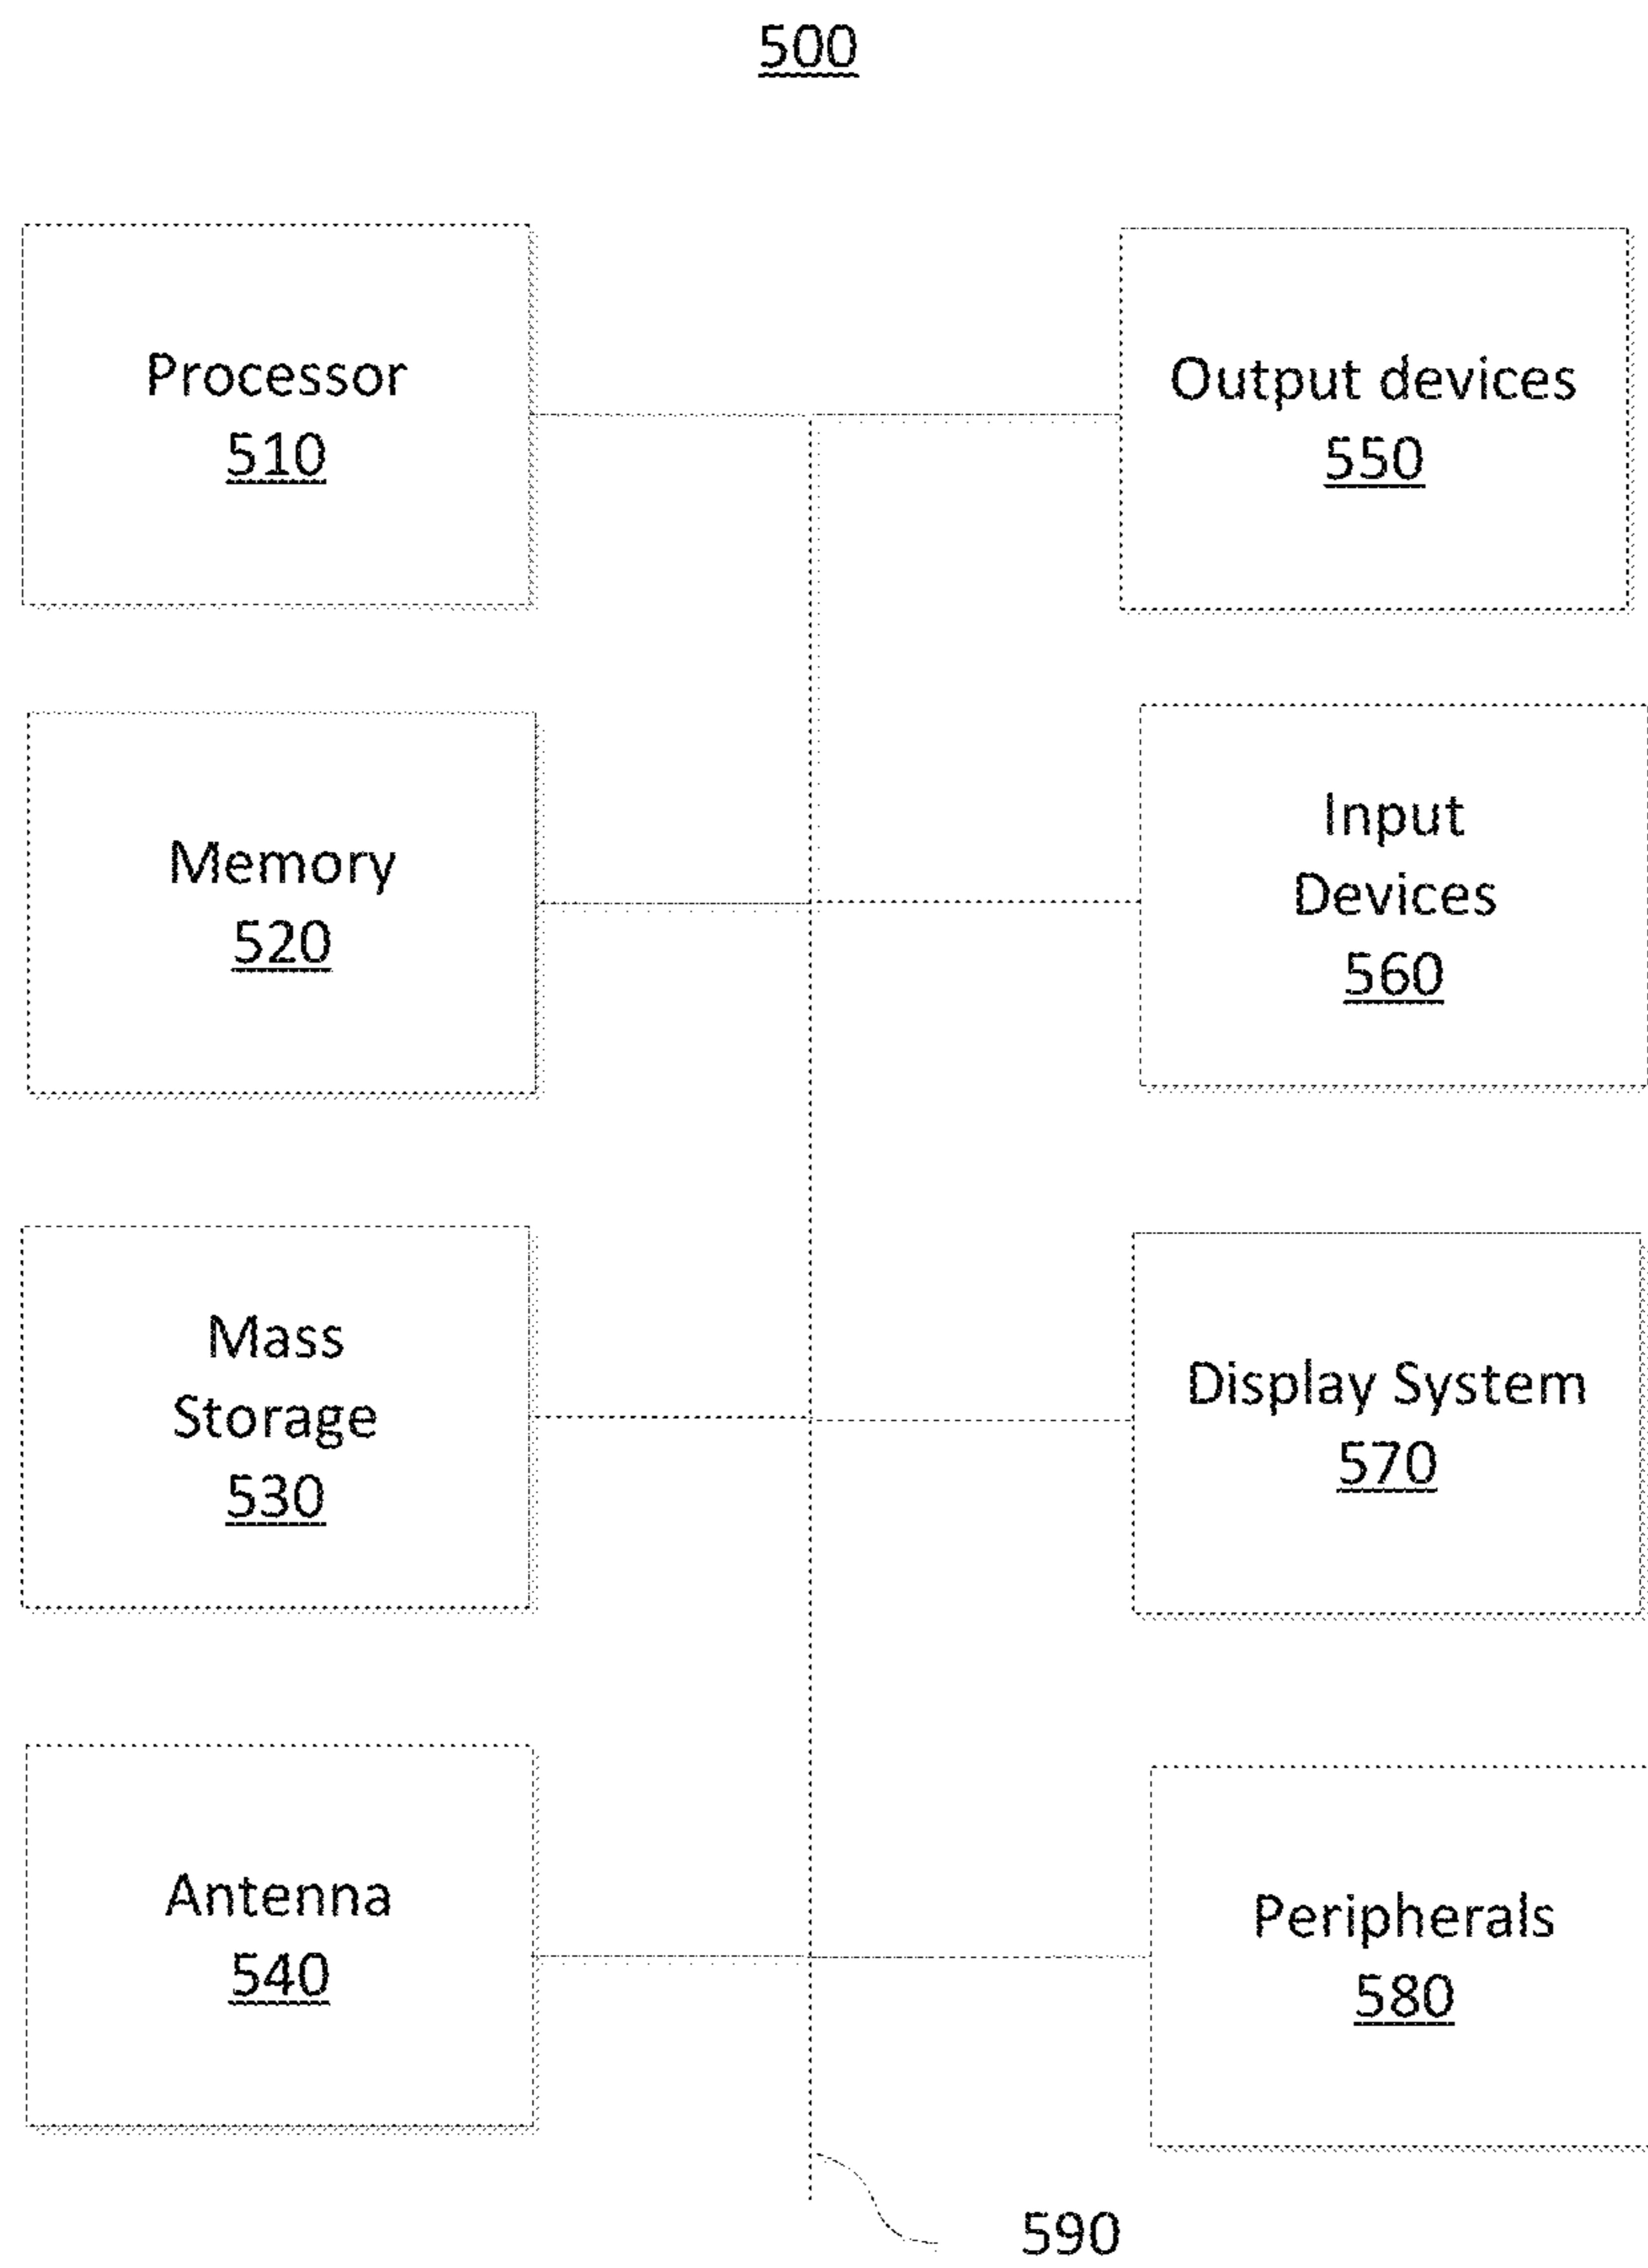 500
Processor
510
Output devices
550
Memory
520
Input
Devices
560
Mass
Storage
530
Display System
570
Antenna
540
Peripherals
580
590